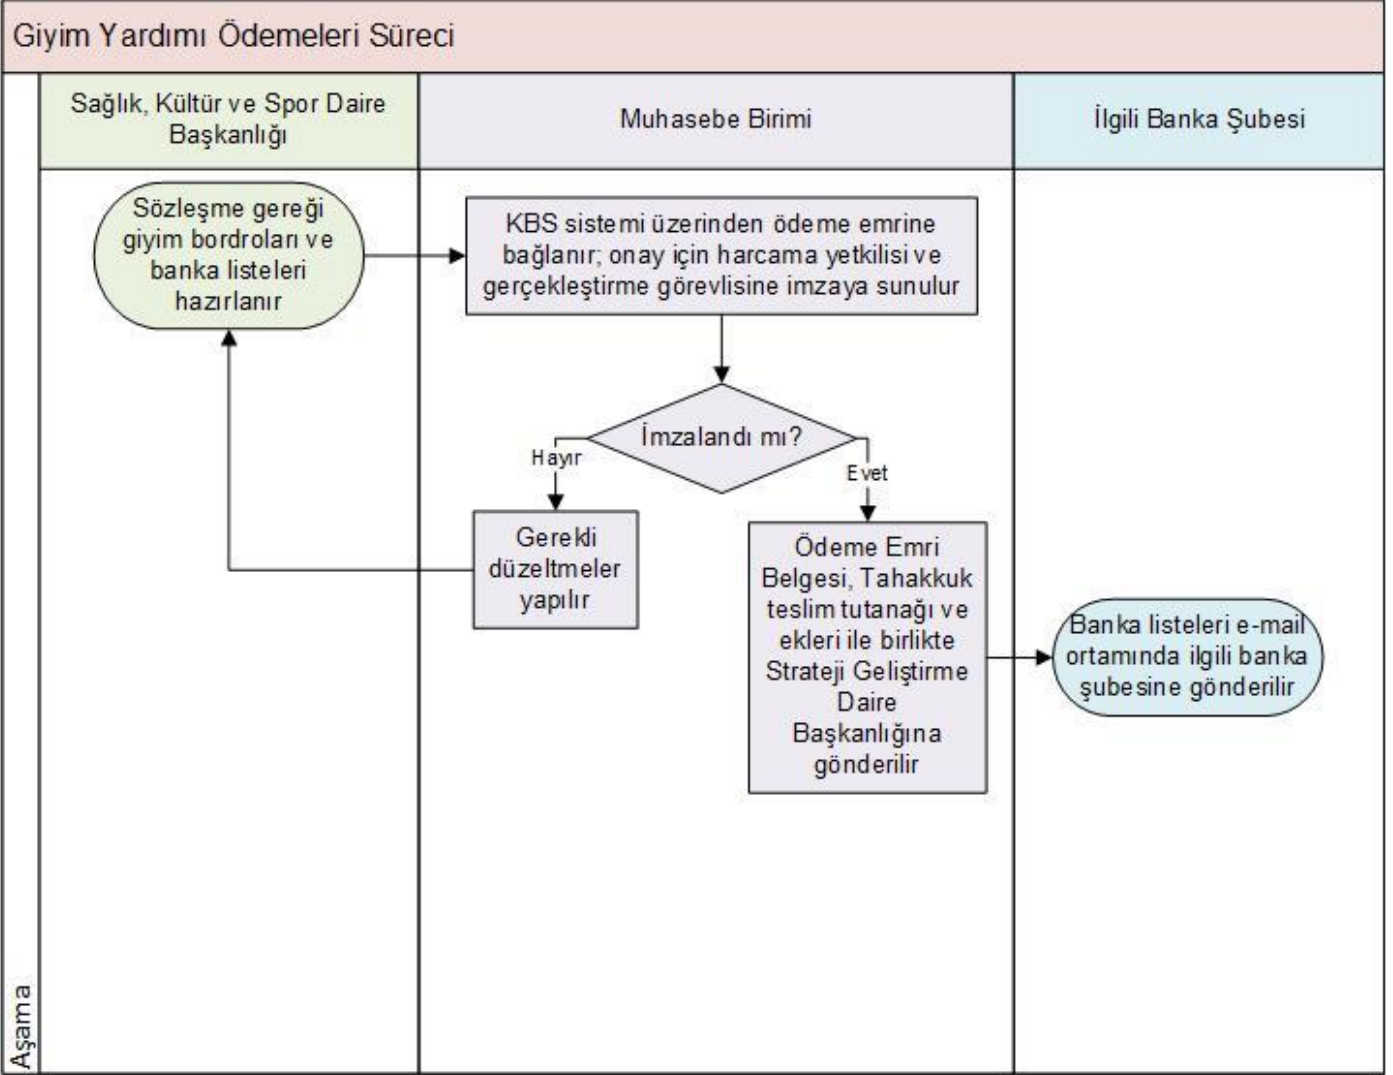 Giyim Yardımı Ödemeleri Süreci
Sağlık, Kültür ve Spor Daire
Başkanlığı
Muhasebe Birimi
İlgili Banka Şubesi
Sözleşme gereği
giyim bordroları ve
banka listeleri
hazırlanır
KBS sistemi üzerinden ödeme emrine
bağlanır; onay için harcama yetkilisi ve
gerçekleştirme görevlisine imzaya sunulur
İmzalandı mı?
Hayır
Evet
Gerekli
düzeltmeler
yapılır
Ödeme Emri
Belgesi, Tahakkuk
teslim tutanağı ve
ekleri ile birlikte
Strateji Geliştirme
Daire
Başkanlığına
gönderilir
Banka listeleri e-mail
ortamında ilgili banka
şubesine gönderilir
Aşama